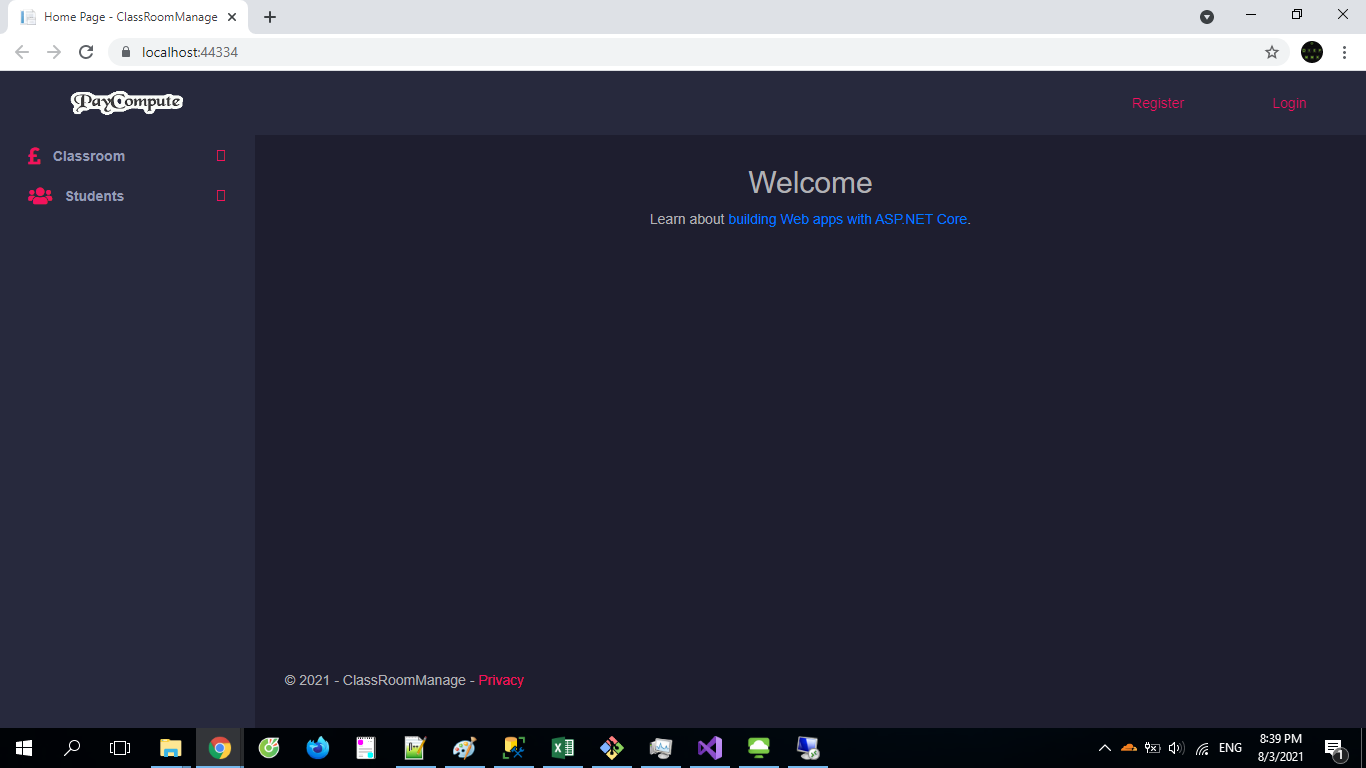 Home Page - ClassRoomManage
localhost:44334
PayCompute
Register
Login
£ Classroom
Students
Welcome
Learn about building Web apps with ASP.NET Core.
© 2021 - ClassRoomManage - Privacy
ENG
8:39 PM
8/3/2021
1